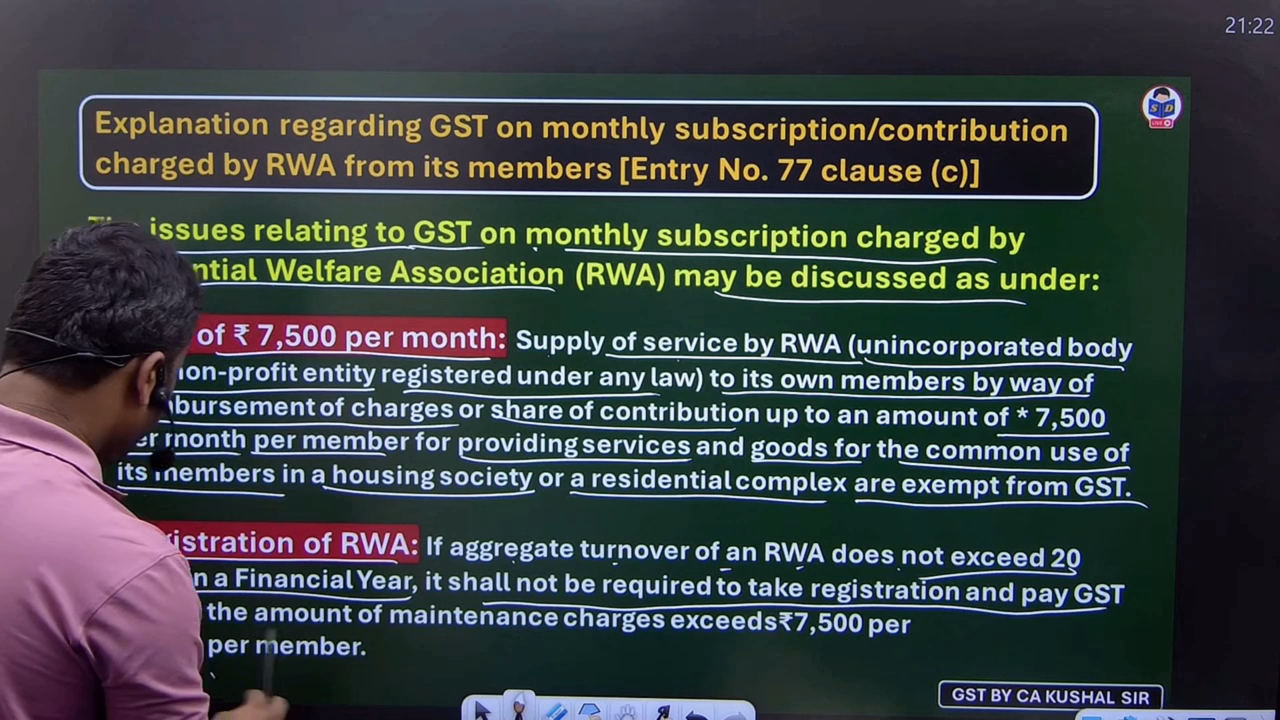 21:22
Explanation regarding GST on monthly subscription/contribution
charged by RWA from its members [Entry No. 77 clause (c)]
S D
LIVE
issues relating to GST on monthly subscription charged by
Welfare Association (RWA) may be discussed as under:
of ₹ 7,500 per month: Supply of service by RWA (unincorporated body
non-profit entity registered under any law) to its own members by way of
of charges or share of contribution up to an amount of * 7,500
month per member for providing services and goods for the common use of
its members in a housing society or a residential complex are exempt from GST.
of RWA: If aggregate turnover of an RWA does not exceed 20
a Financial Year, it shall not be required to take registration and pay GST
the amount of maintenance charges exceeds₹7,500 per
per member.
GST BY CA KUSHAL SIR